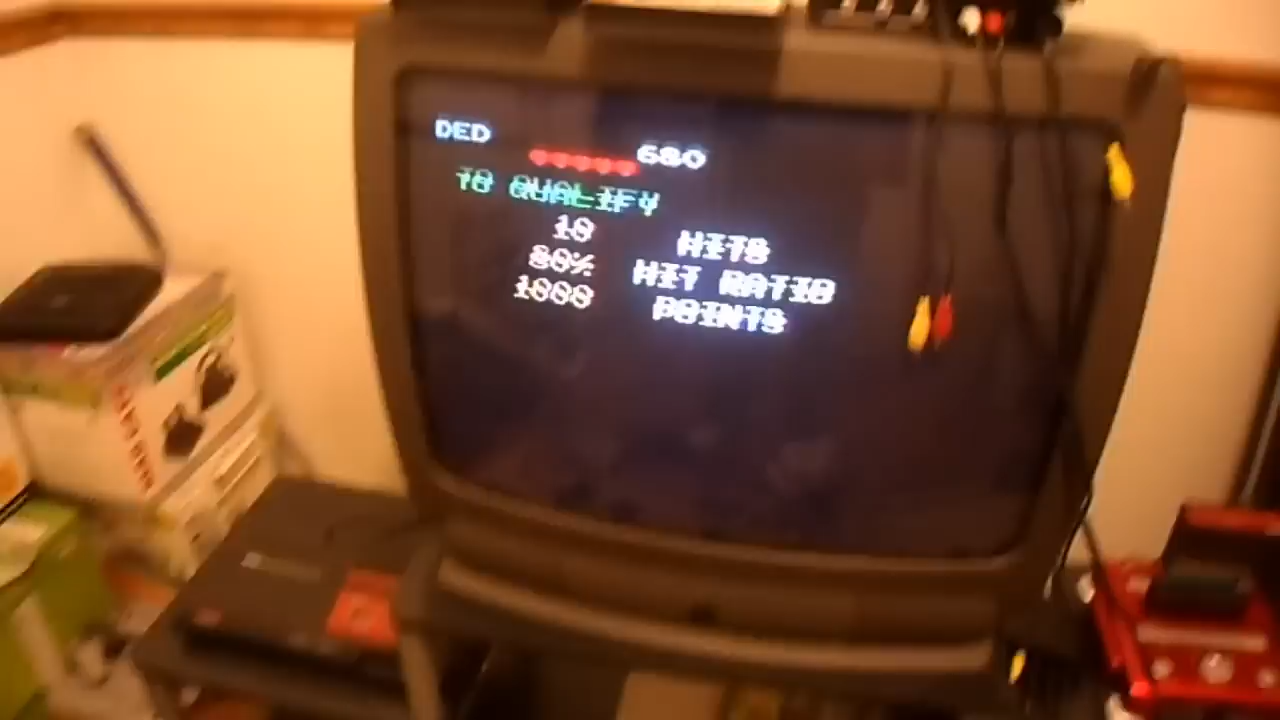 DED
680
TO QUALIFY
10 HITS
80% HIT RATIO
1000 POINTS